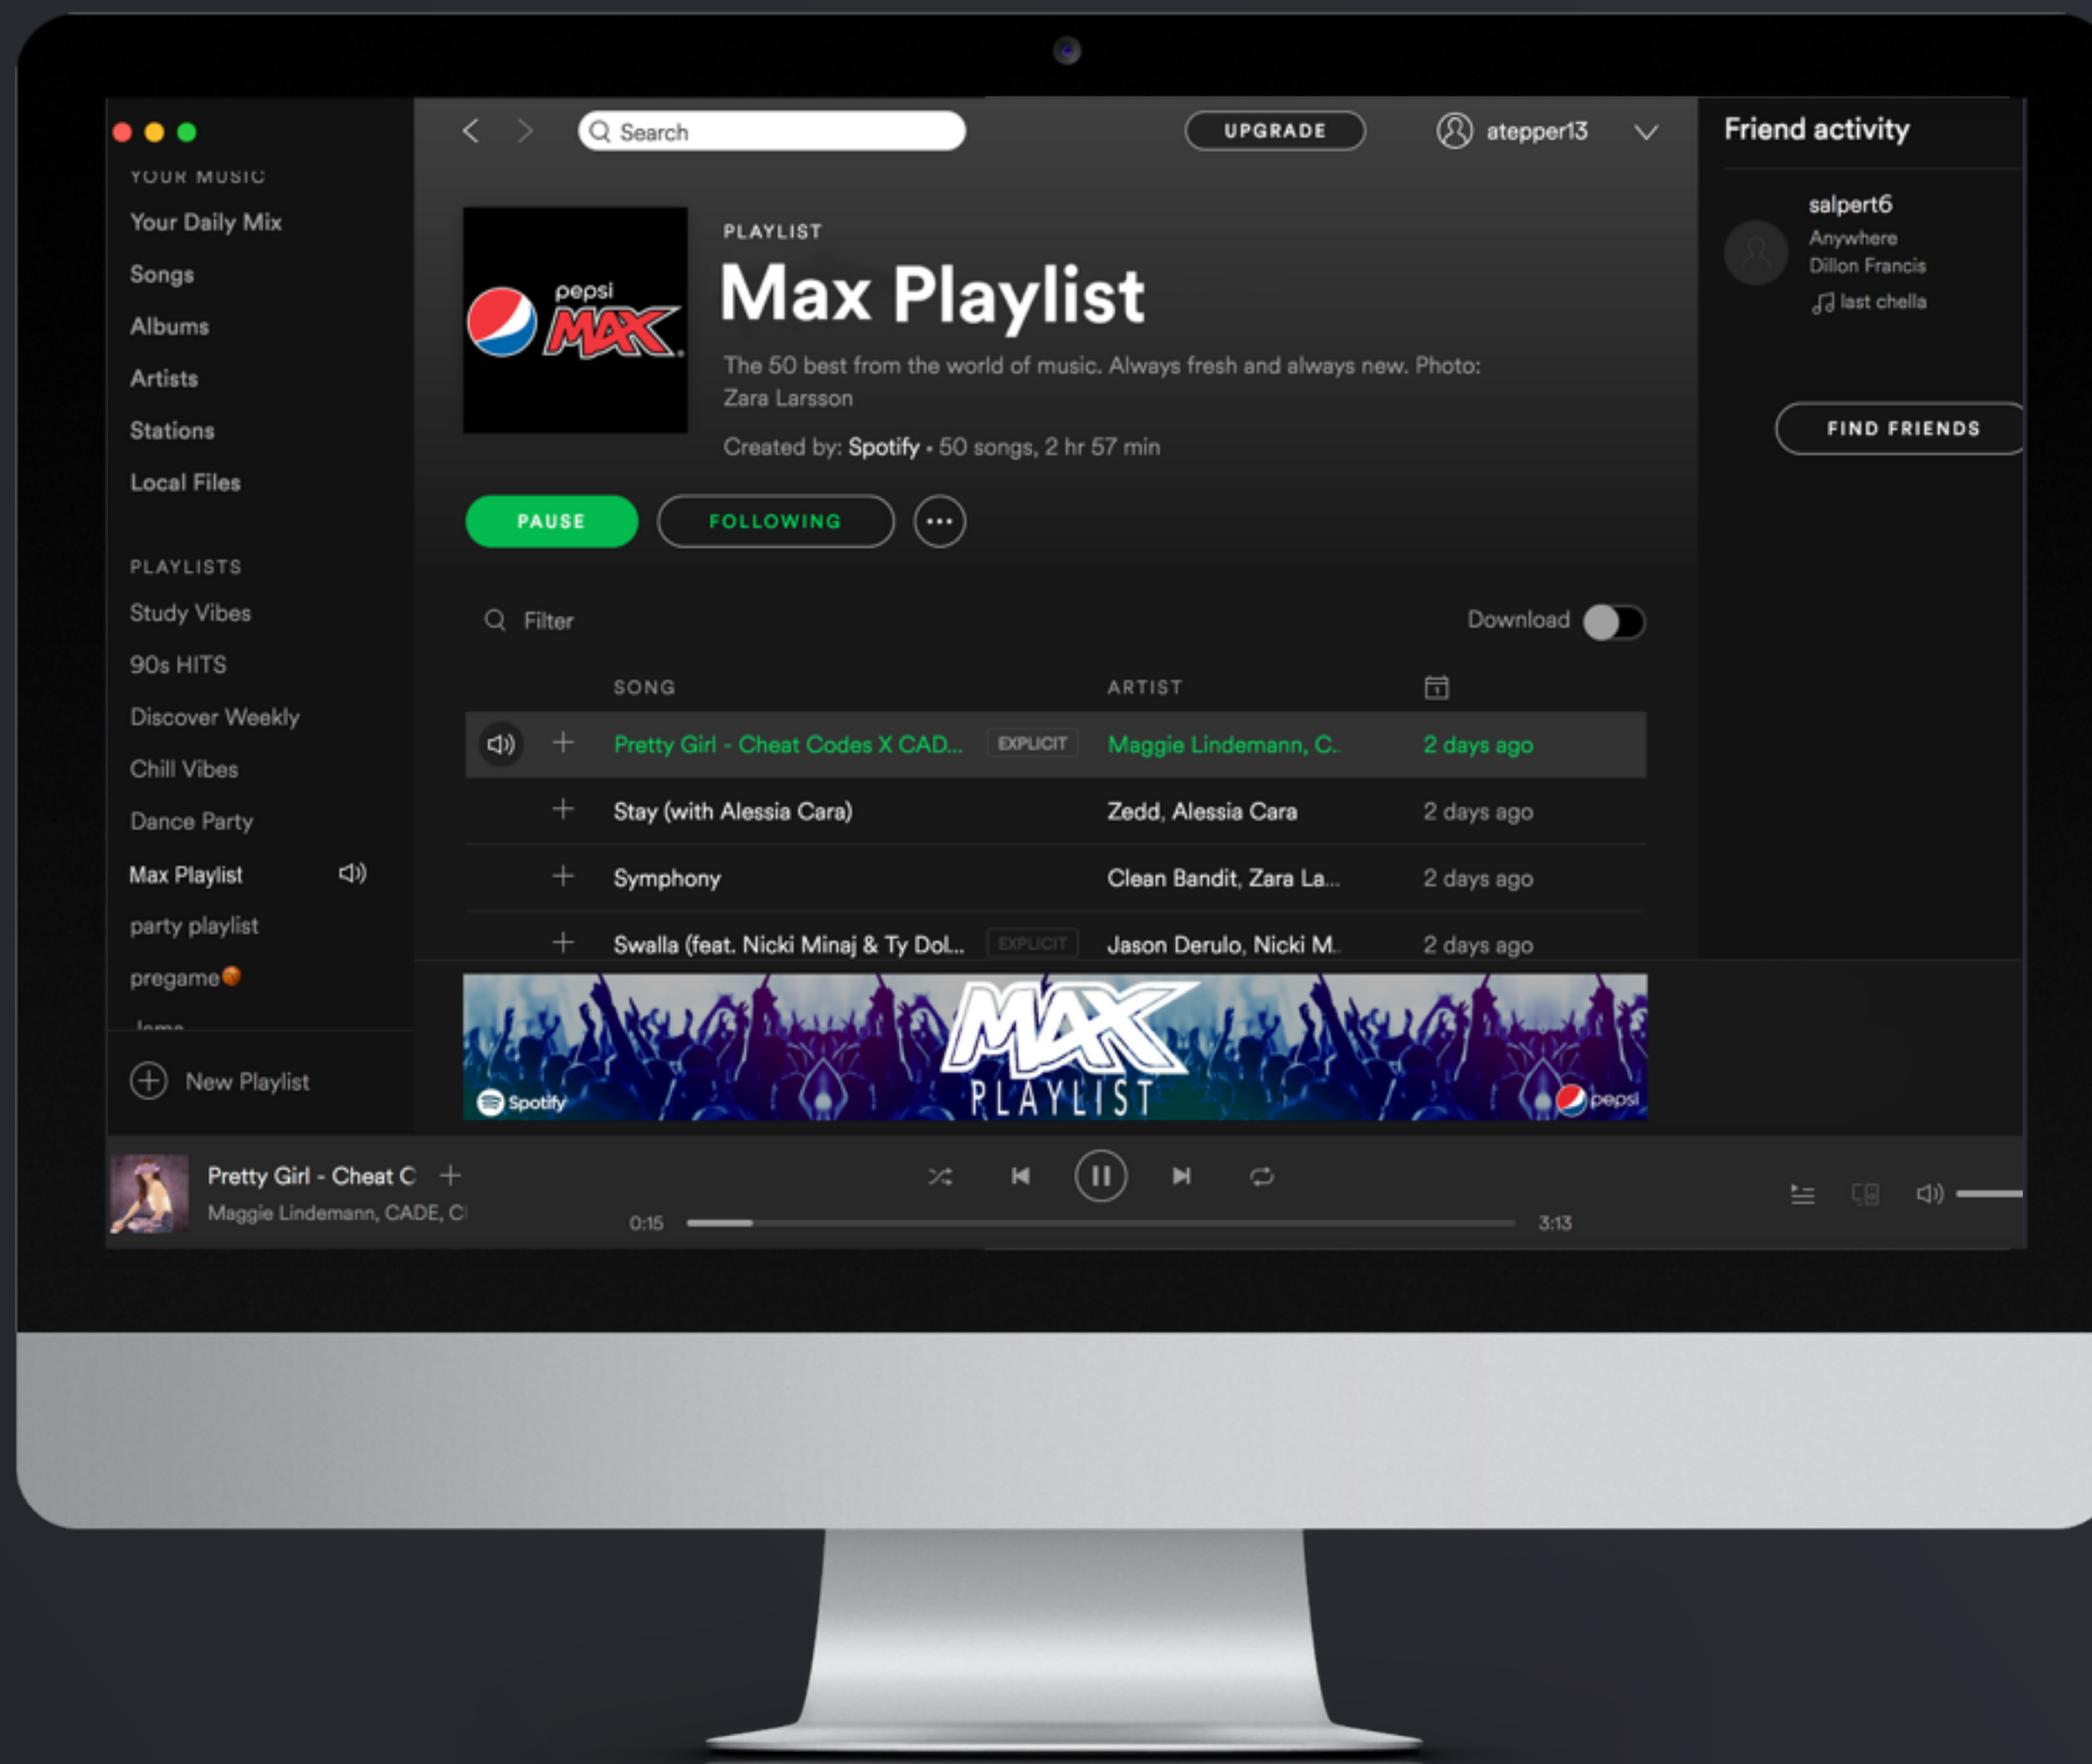 YOUR MUSIC
Your Daily Mix
Songs
Albums
Artists
Stations
Local Files
PLAYLISTS
Study Vibes
90s HITS
Discover Weekly
Chill Vibes
Dance Party
Max Playlist
party playlist
pregame🏀
New Playlist
Search
UPGRADE
atepper13
pepsi
MAX
PLAYLIST
Max Playlist
The 50 best from the world of music. Always fresh and always new. Photo:
Zara Larsson
Created by: Spotify • 50 songs, 2 hr 57 min
PAUSE
FOLLOWING
Filter
Download
SONG ARTIST
Pretty Girl - Cheat Codes X CAD... EXPLICIT Maggie Lindemann, C.. 2 days ago
Stay (with Alessia Cara) Zedd, Alessia Cara 2 days ago
Symphony Clean Bandit, Zara La... 2 days ago
Swalla (feat. Nicki Minaj & Ty Dol... EXPLICIT Jason Derulo, Nicki M.. 2 days ago
MAX
PLAYLIST
Spotify
pepsi
Friend activity
salpert6
Anywhere
Dillon Francis
last chella
FIND FRIENDS
Pretty Girl - Cheat C
Maggie Lindemann, CADE, C
0:15
3:13